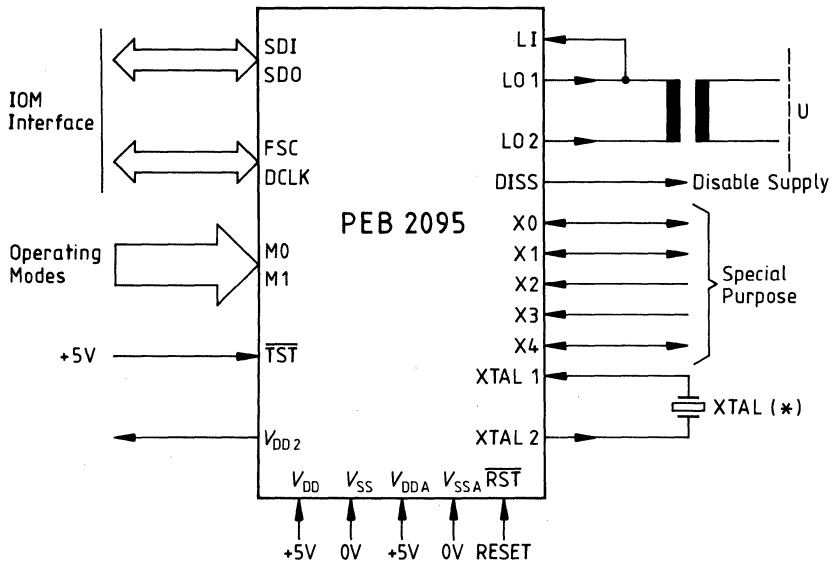 IOM
Interface
SDI
SDO
FSC
DCLK
Operating
Modes
M0
M1
+5V
TST
VDD2
PEB 2095
LI
LO1
LO2
U
DISS
Disable Supply
X0
X1
X2
X3
X4
Special
Purpose
XTAL 1
XTAL 2
XTAL (*)
VDD VSS VDDA VSSA RST
+5V 0V +5V 0V RESET